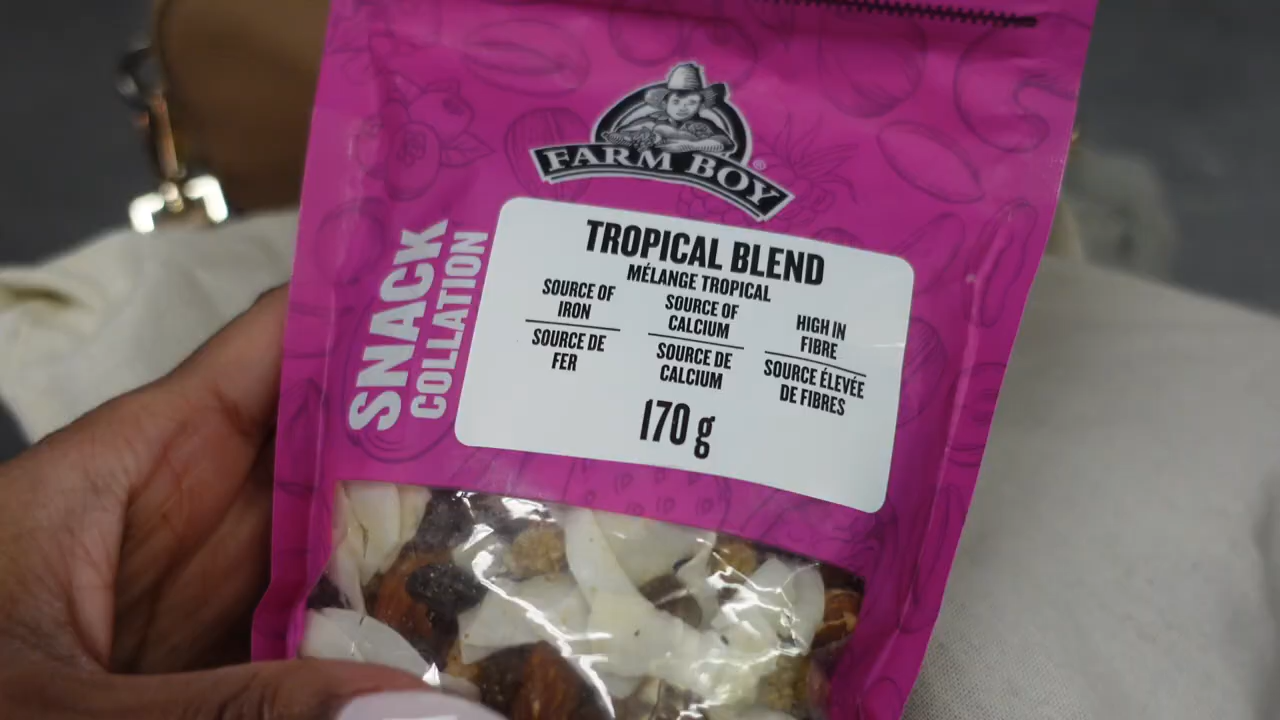 FARM BOY
®
SNACK
COLLATION
TROPICAL BLEND
MÉLANGE TROPICAL
SOURCE OF
IRON
SOURCE DE
FER
SOURCE OF
CALCIUM
SOURCE DE
CALCIUM
HIGH IN
FIBRE
SOURCE ÉLEVÉE
DE FIBRES
170 g